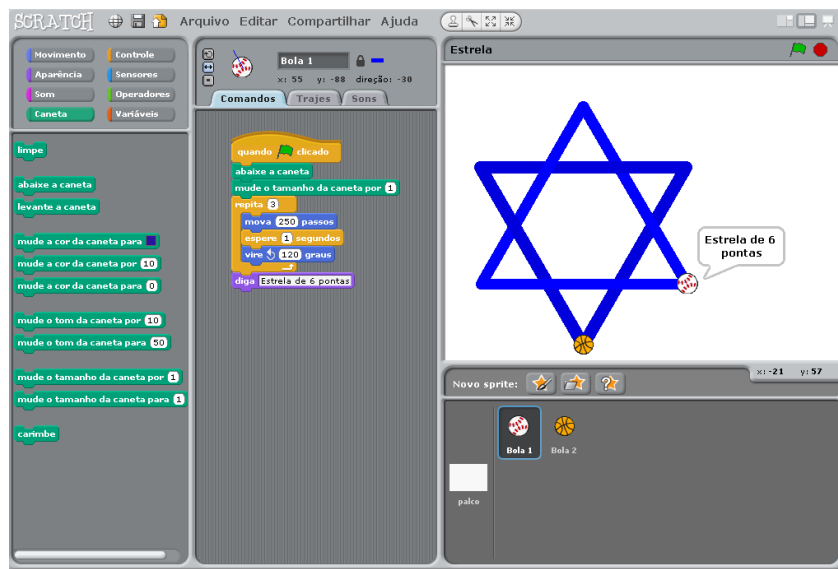 SCRATCH Arquivo Editar Compartilhar Ajuda
Movimento Controle
Aparência Sensores
Som Operadores
Caneta Variáveis
limpe
abaixe a caneta
levante a caneta
mude a cor da caneta para
mude a cor da caneta por 10
mude a cor da caneta para 0
mude o tom da caneta por 10
mude o tom da caneta para 50
mude o tamanho da caneta por 1
mude o tamanho da caneta para 1
carimbe
Bola 1
x: 55 y: -88 direção: -30
Comandos Trajes Sons
quando clicado
abaixe a caneta
mude o tamanho da caneta por 1
repita 3
mova 250 passos
espere 1 segundos
vire 120 graus
diga Estrela de 6 pontas
Estrela
Estrela de 6
pontas
x: -21 y: 57
Novo sprite:
Bola 1 Bola 2
palco